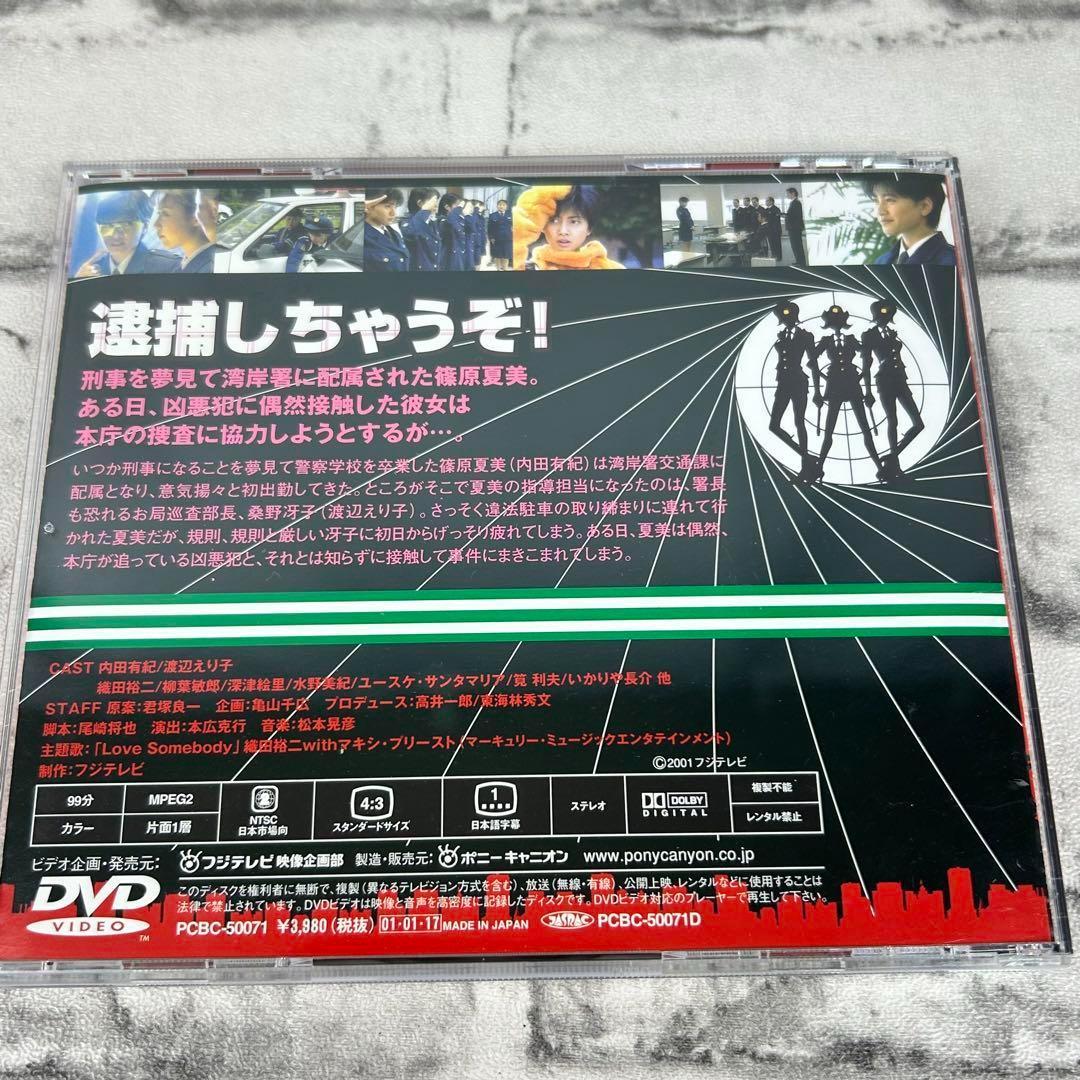 逮捕しちゃうぞ!
刑事を夢見て湾岸署に配属された篠原夏美。
ある日、凶悪犯に偶然接触した彼女は
本庁の捜査に協力しようとするが…。
いつか刑事になることを夢見て警察学校を卒業した篠原夏美(内田有紀)は湾岸署交通課に
配属となり、意気揚々と初出勤してきた。ところがそこで夏美の指導担当になったのは、署長
も恐れるお局巡査部長、桑野冴子(渡辺えり子)。さっそく違法駐車の取り締まりに連れて行
かれた夏美だが、規則、規則と厳しい冴子に初日からげっそり疲れてしまう。ある日、夏美は偶然、
本庁が追っている凶悪犯と、それとは知らずに接触して事件にまきこまれてしまう。
CAST 内田有紀/渡辺えり子
織田裕二/柳葉敏郎/深津絵里/水野美紀/ユースケ・サンタマリア/筧 利夫/いかりや長介 他
STAFF 原案:君塚良一 企画:亀山千広 プロデュース:高井一郎/東海林秀文
脚本:尾崎将也 演出:本広克行 音楽:松本晃彦
主題歌:「Love Somebody」織田裕二withマキシ・プリースト(マーキュリー・ミュージックエンタテインメント)
制作:フジテレビ
©2001フジテレビ
99分 MPEG2 NTSC 日本市場向 4:3 スタンダードサイズ 1 日本語字幕 ステレオ DOLBY DIGITAL 複製不能
カラー 片面1層 レンタル禁止
ビデオ企画・発売元: フジテレビ映像企画部 製造・販売元: ポニーキャニオン www.ponycanyon.co.jp
DVD VIDEO TM
このディスクを権利者に無断で、複製(異なるテレビジョン方式を含む)、放送(無線・有線)、公開上映、レンタルなどに使用することは
法律で禁止されています。DVDビデオは映像と音声を高密度に記録したディスクです。DVDビデオ対応のプレーヤーで再生して下さい。
PCBC-50071 ¥3,980(税抜) 01・01・17 MADE IN JAPAN JASRAC PCBC-50071D